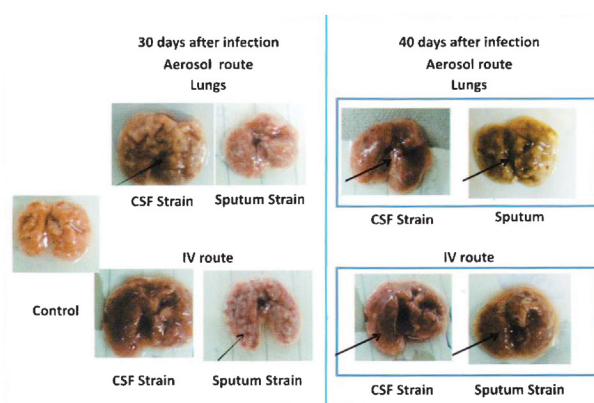 30 days after infection
Aerosol route
Lungs
CSF Strain
Sputum Strain
IV route
Control
CSF Strain
Sputum Strain
40 days after infection
Aerosol route
Lungs
CSF Strain
Sputum
IV route
CSF Strain
Sputum Strain